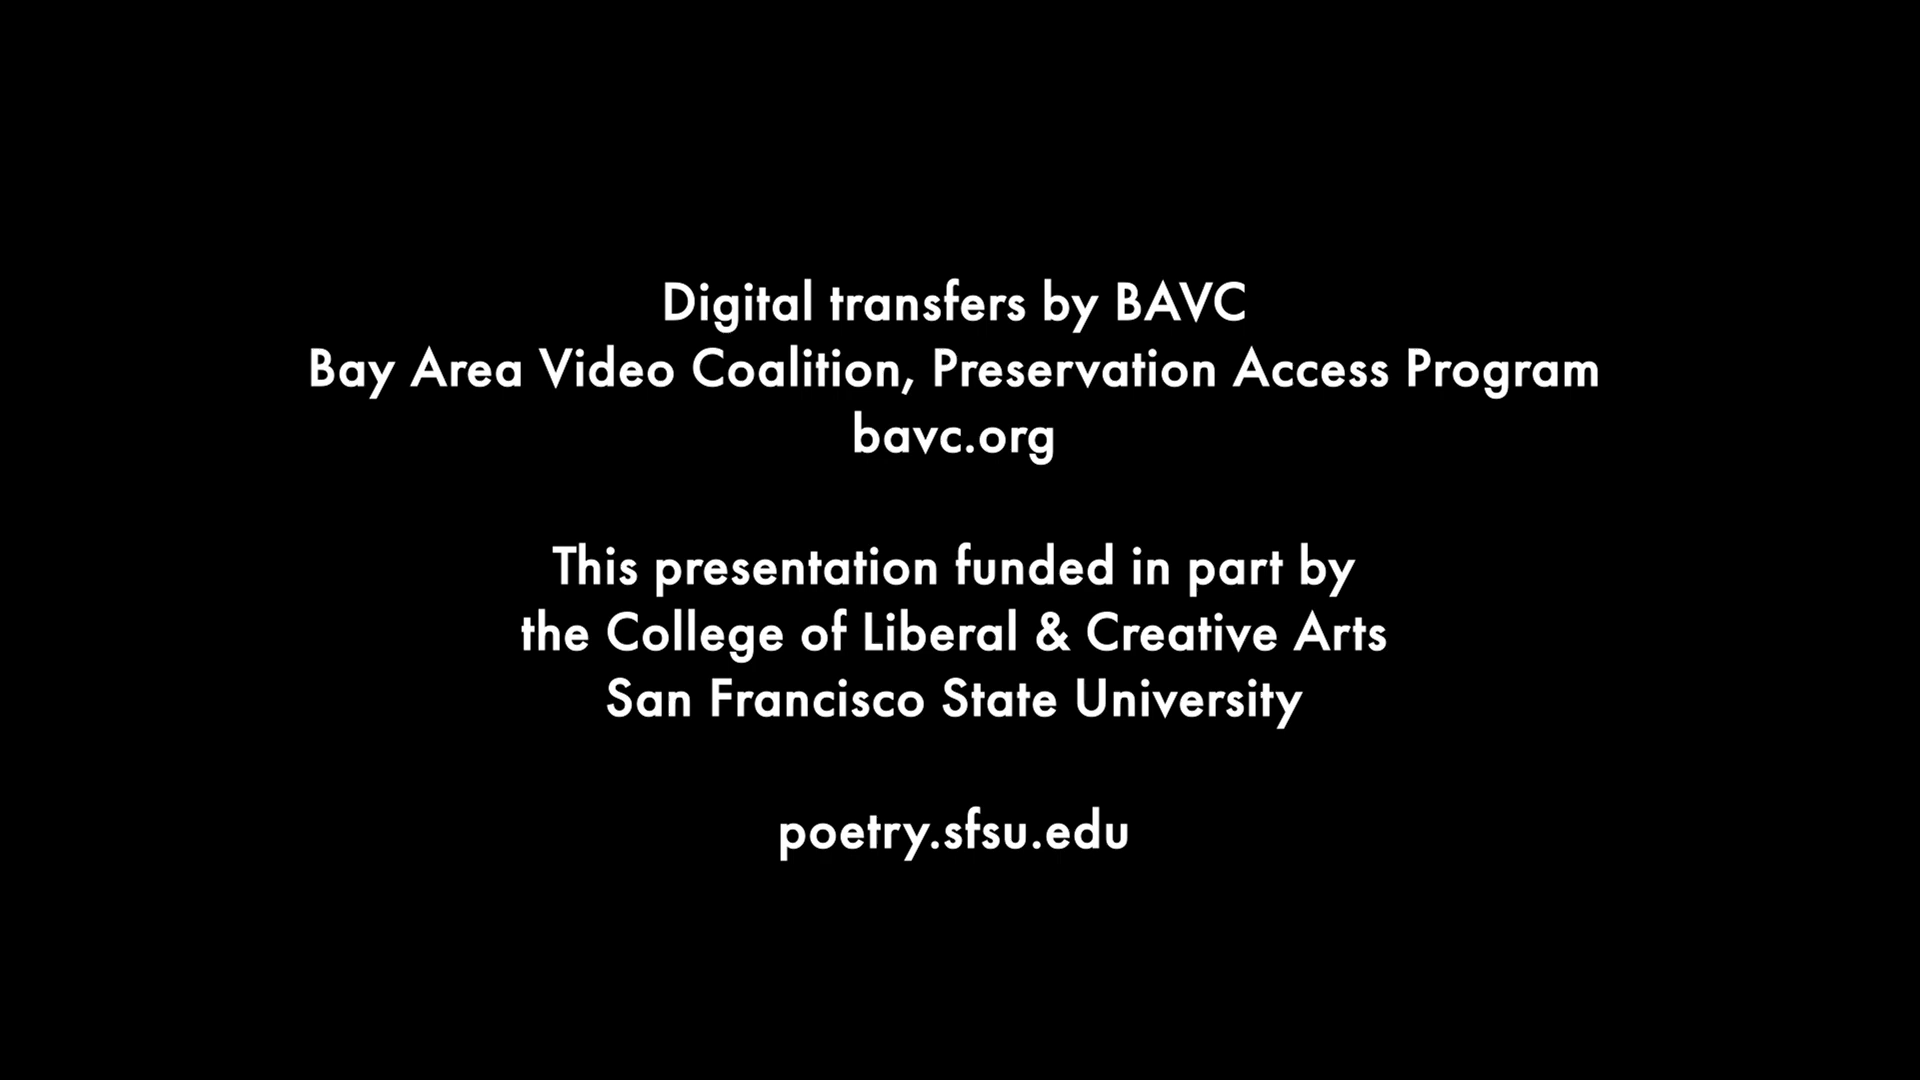 Digital transfers by BAVC
Bay Area Video Coalition, Preservation Access Program
bavc.org
This presentation funded in part by
the College of Liberal & Creative Arts
San Francisco State University
poetry.sfsu.edu